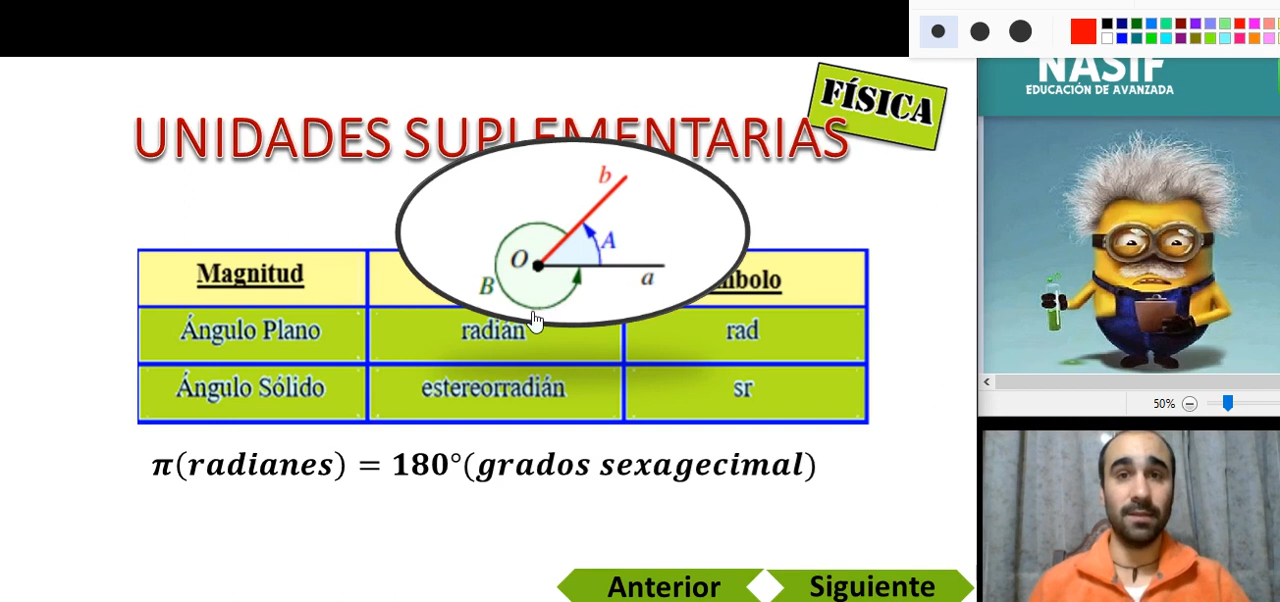 NASIF
EDUCACIÓN DE AVANZADA
FÍSICA
UNIDADES SUPLEMENTARIAS
b
A
O
B
a
Magnitud
Ángulo Plano
radián
rad
Ángulo Sólido
estereorradián
sr
50%
π(radianes) = 180°(grados sexagecimal)
Anterior
Siguiente